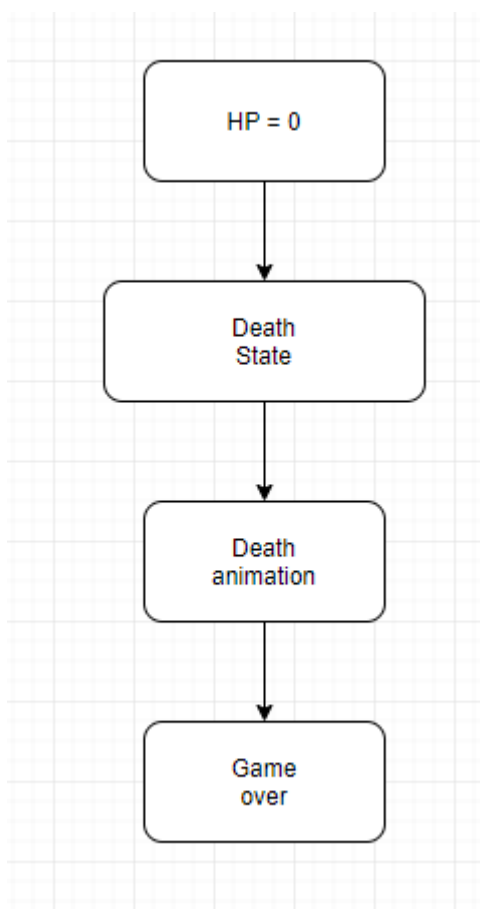 HP = 0
Death
State
Death
animation
Game
over